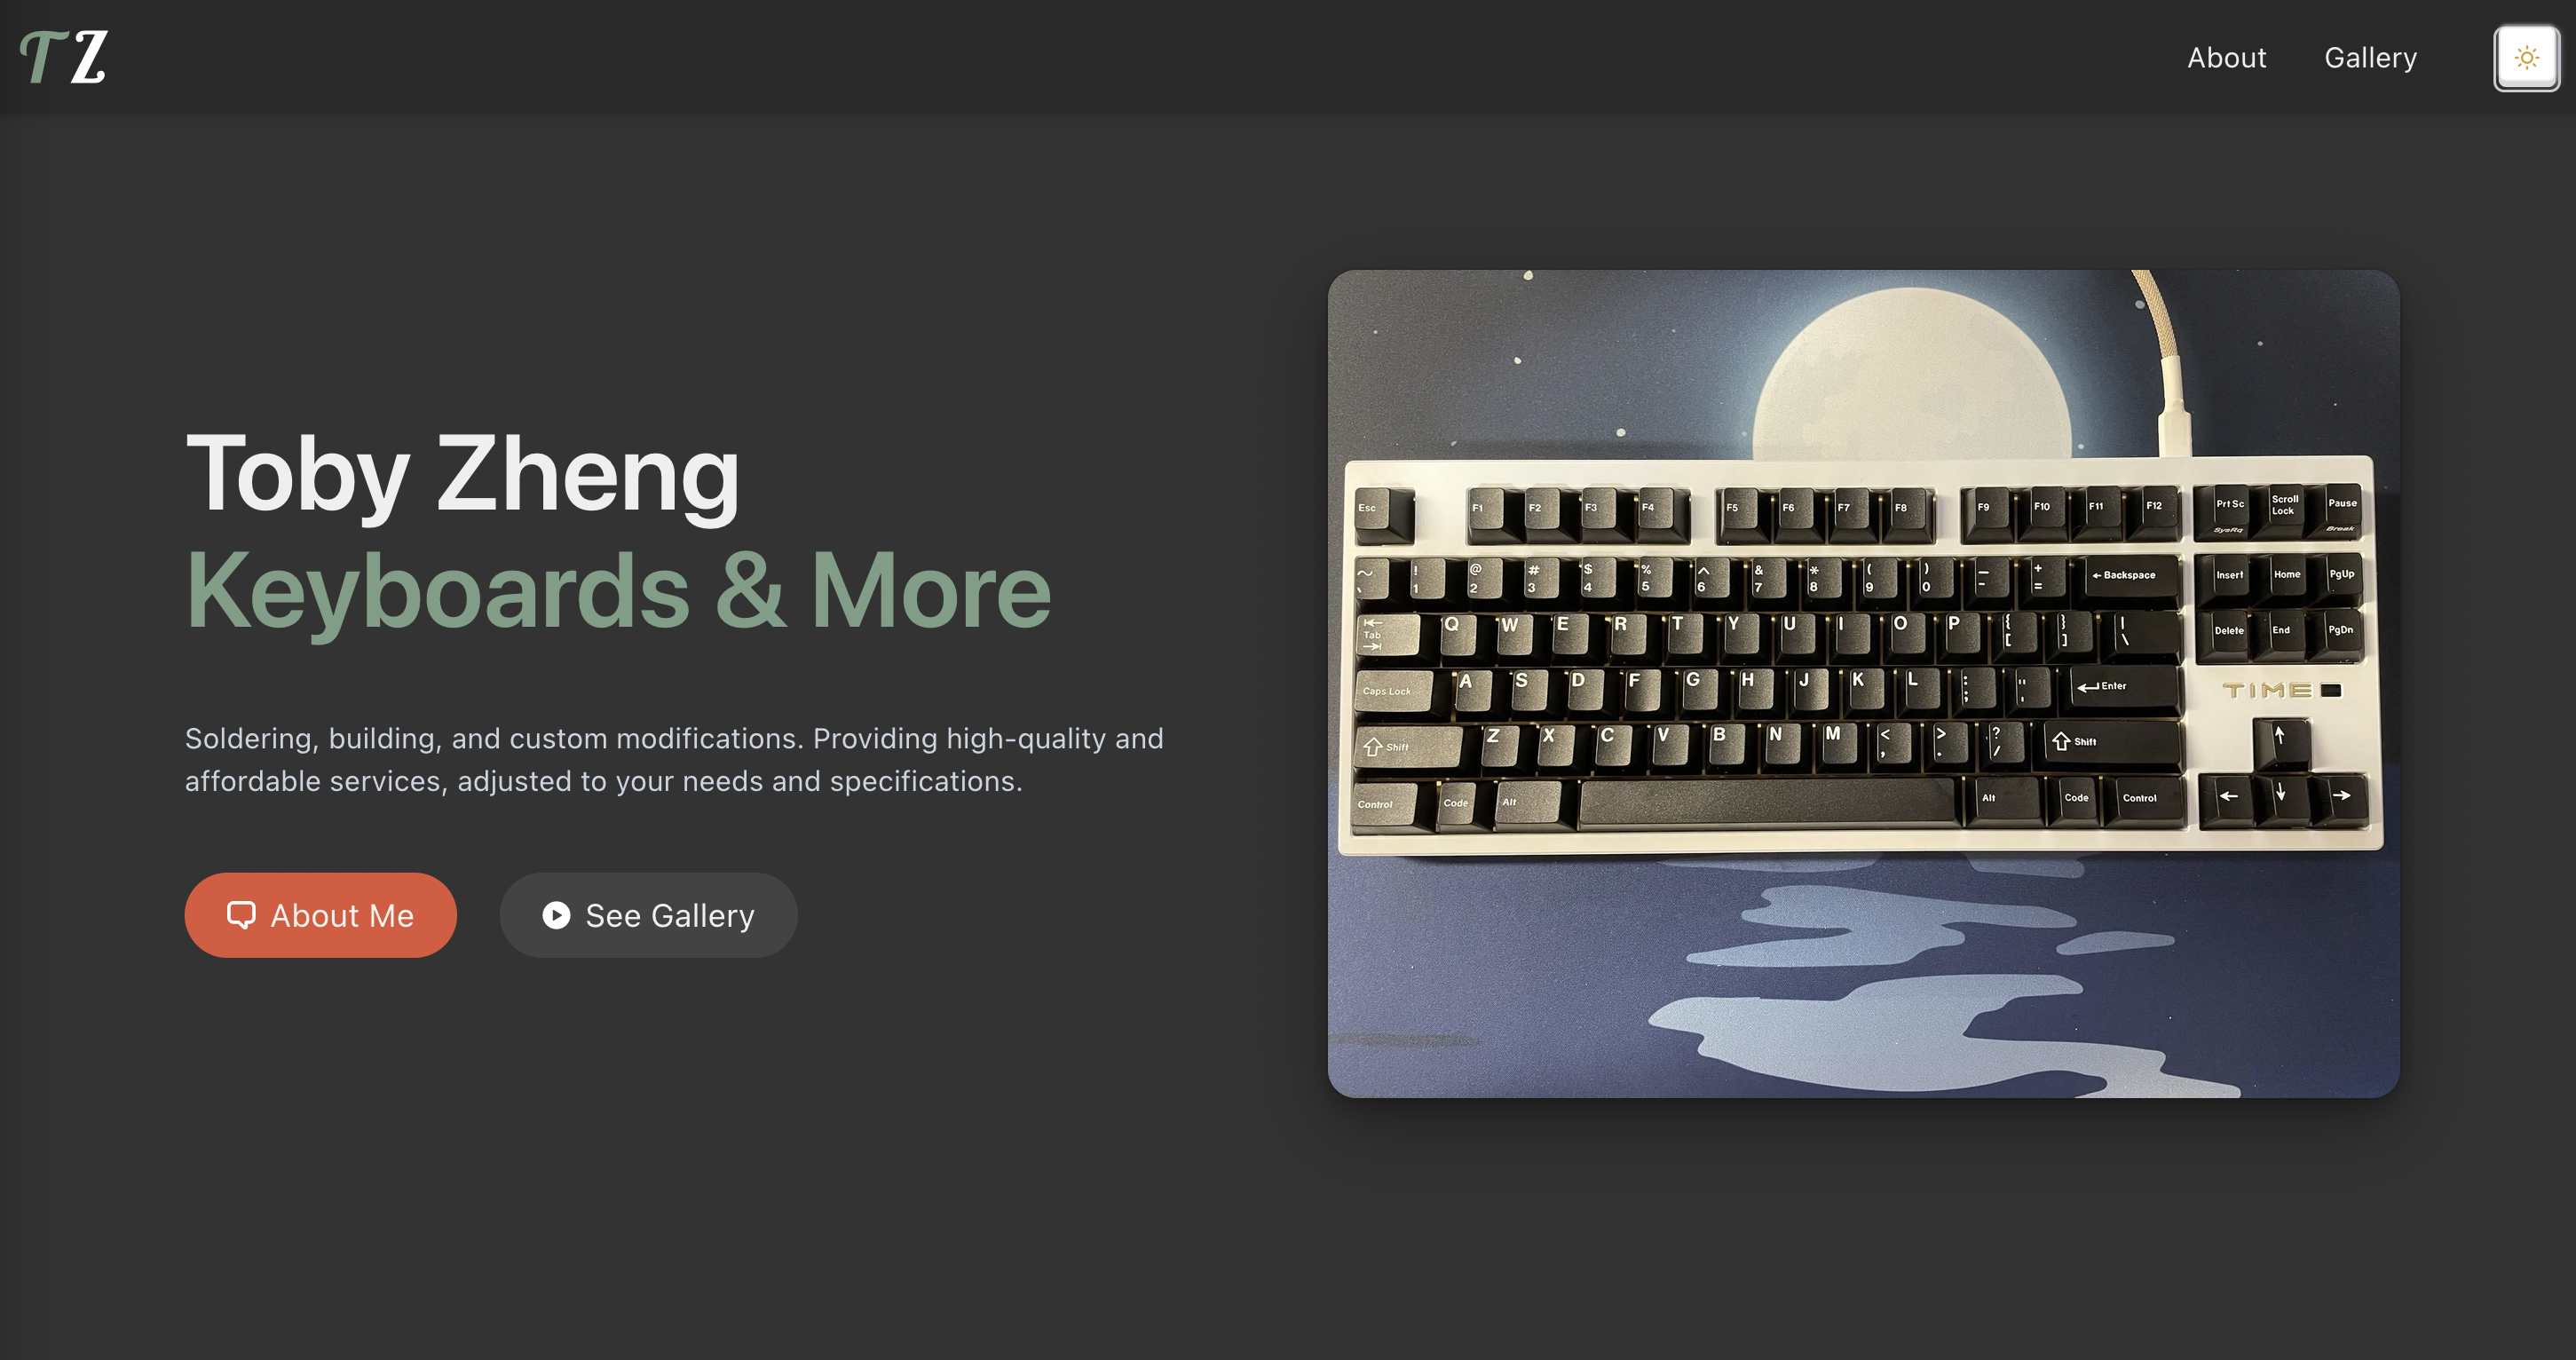 TZ
About Gallery
Toby Zheng
Keyboards & More
Soldering, building, and custom modifications. Providing high-quality and
affordable services, adjusted to your needs and specifications.
About Me See Gallery
Esc F1 F2 F3 F4 F5 F6 F7 F8 F9 F10 F11 F12 Prt Sc SysRq Scroll Lock Pause Break
~ ` ! 1 @ 2 # 3 $ 4 % 5 ^ 6 & 7 * 8 ( 9 ) 0 — - + = ← Backspace Insert Home PgUp
Tab Q W E R T Y U I O P { [ } ] | \ Delete End PgDn
Caps Lock A S D F G H J K L : ; " ' Enter TIME
Shift Z X C V B N M < , > . ? / Shift ↑
Control Code Alt Alt Code Control ← ↓ →